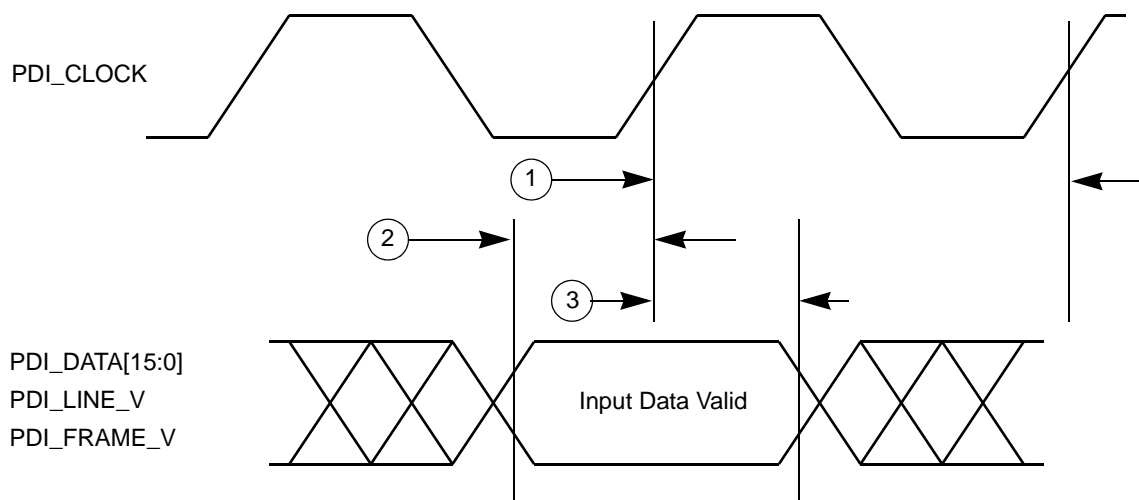 PDI_CLOCK
1
2
3
PDI_DATA[15:0]
PDI_LINE_V
Input Data Valid
PDI_FRAME_V